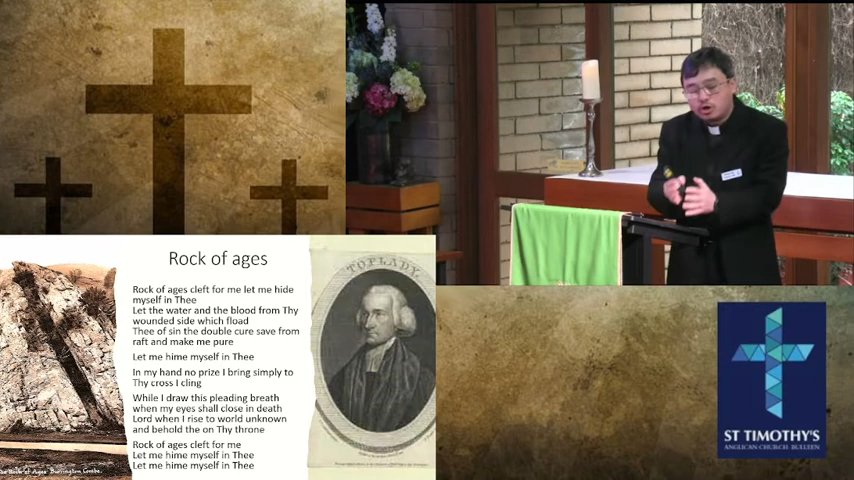 Rock of ages
Rock of ages cleft for me let me hide
myself in Thee
Let the water and the blood from Thy
wounded side which fload
Thee of sin the double cure save from
raft and make me pure
Let me hime myself in Thee
In my hand no prize I bring simply to
Thy cross I cling
While I draw this pleading breath
when my eyes shall close in death
Lord when I rise to world unknown
and behold the on Thy throne
Rock of ages cleft for me
Let me hime myself in Thee
Let me hime myself in Thee
Rock of Ages Burrington Combe.
TOPLADY.
ST TIMOTHY'S
ANGLICAN CHURCH BULLEEN